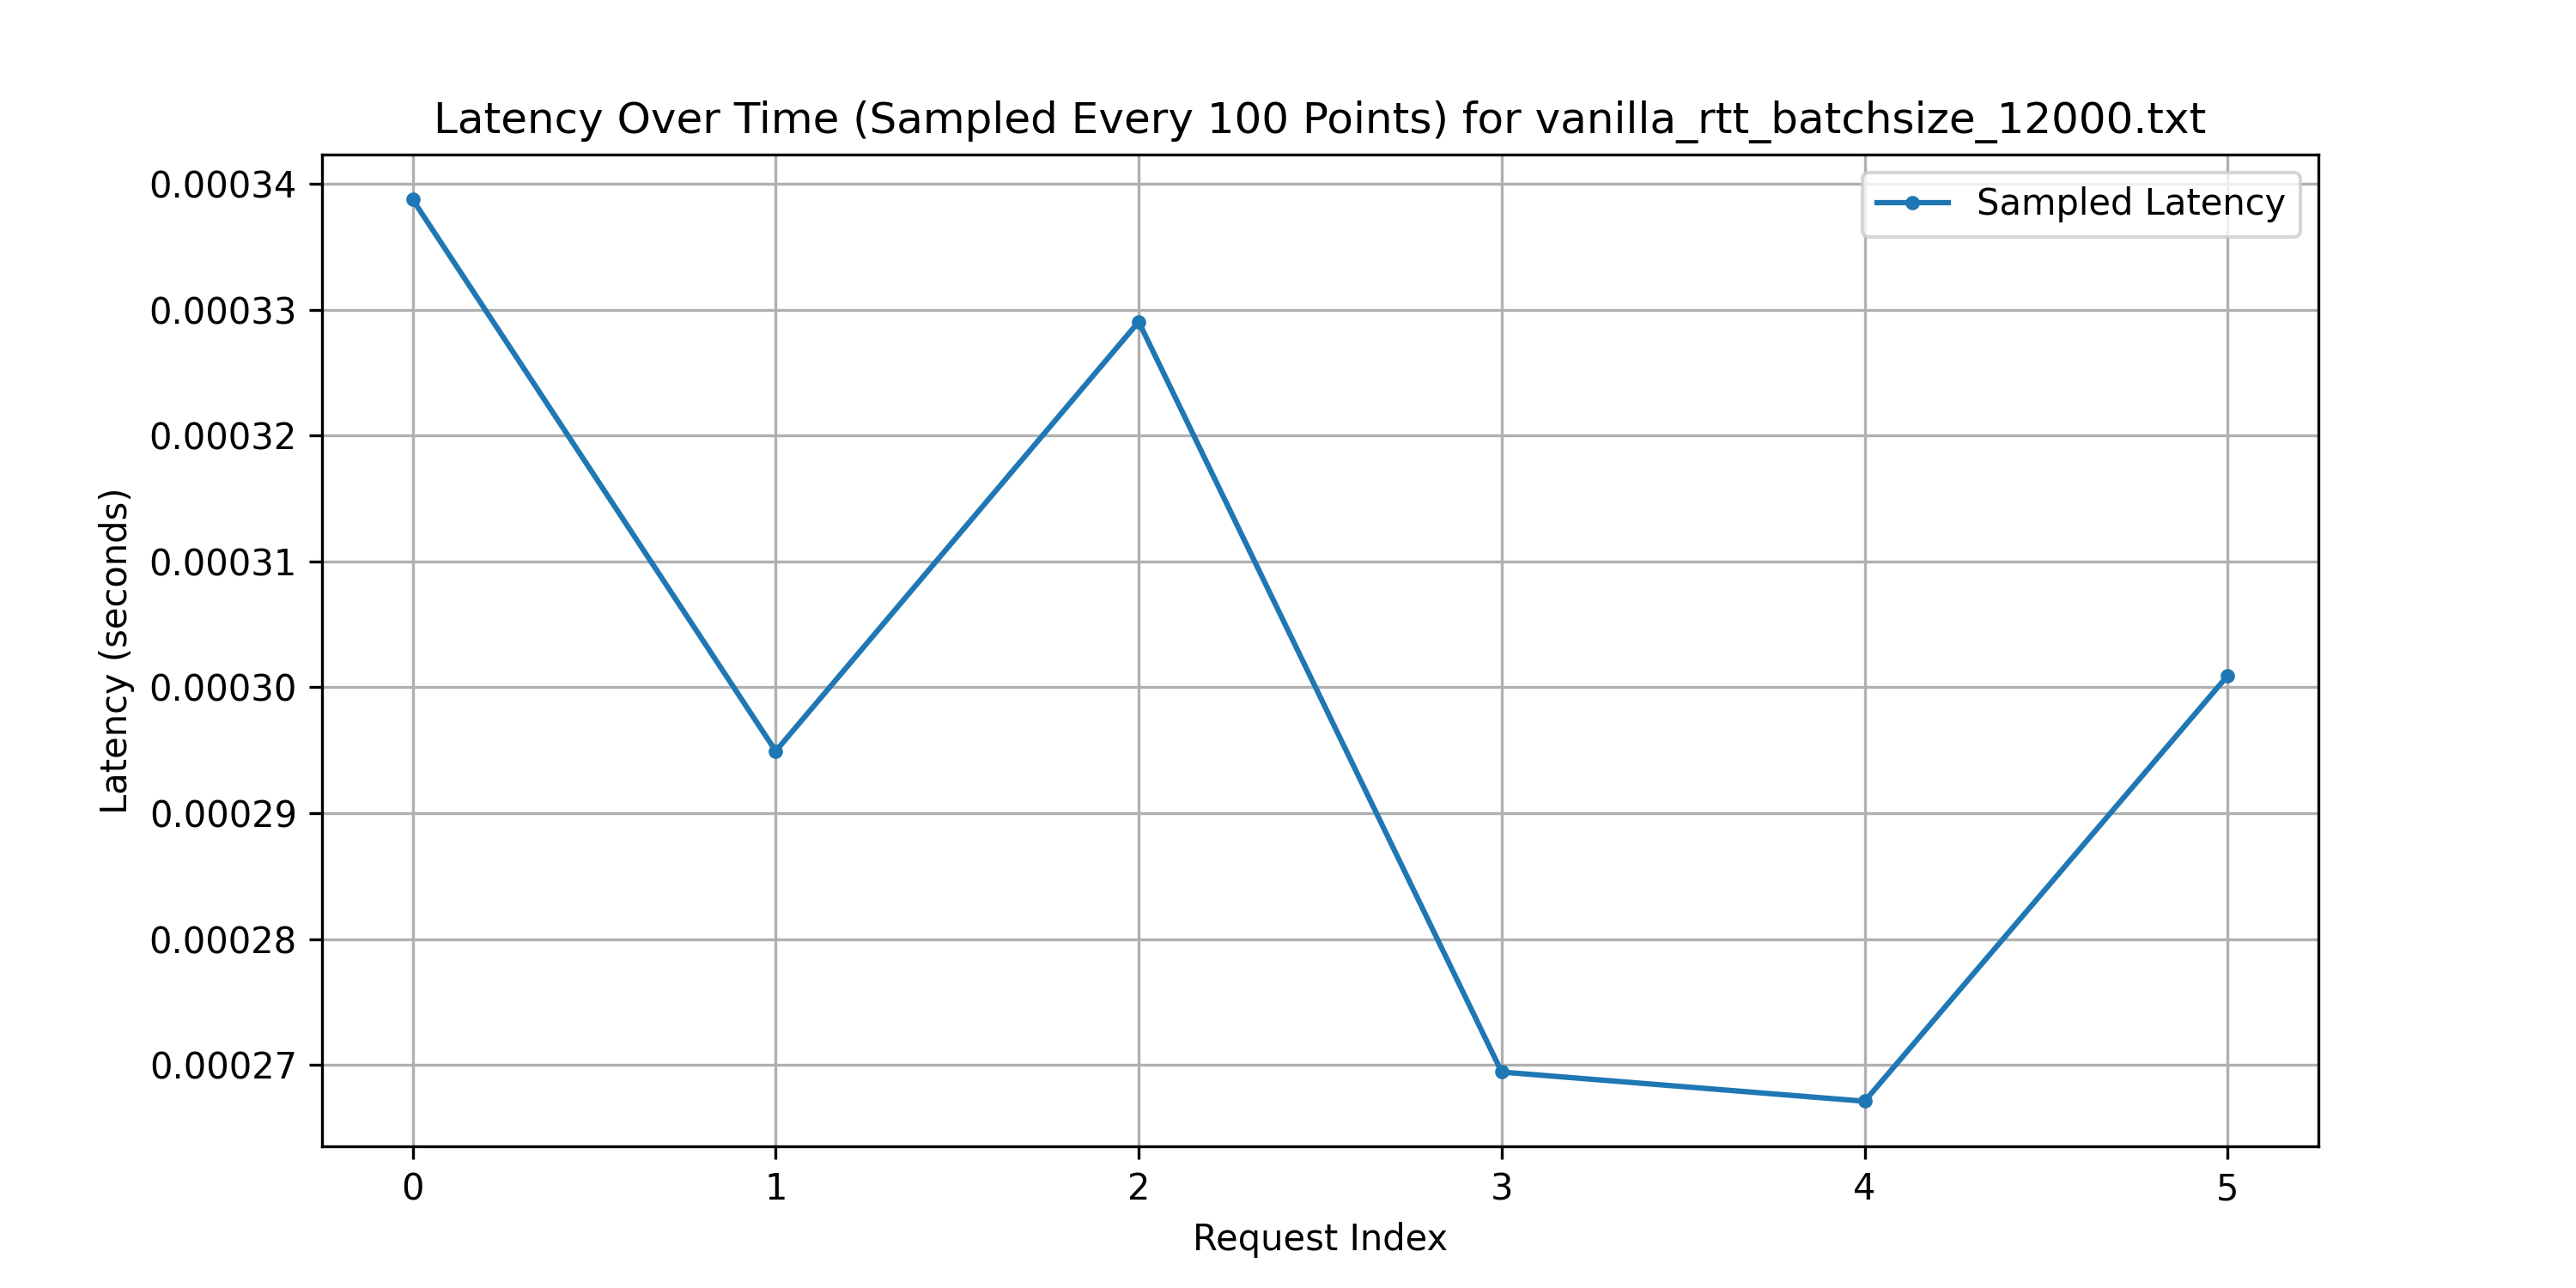 Latency Over Time (Sampled Every 100 Points) for vanilla_rtt_batchsize_12000.txt
Sampled Latency
0.00034
0.00033
0.00032
0.00031
0.00030
0.00029
0.00028
0.00027
Latency (seconds)
0 1 2 3 4 5
Request Index